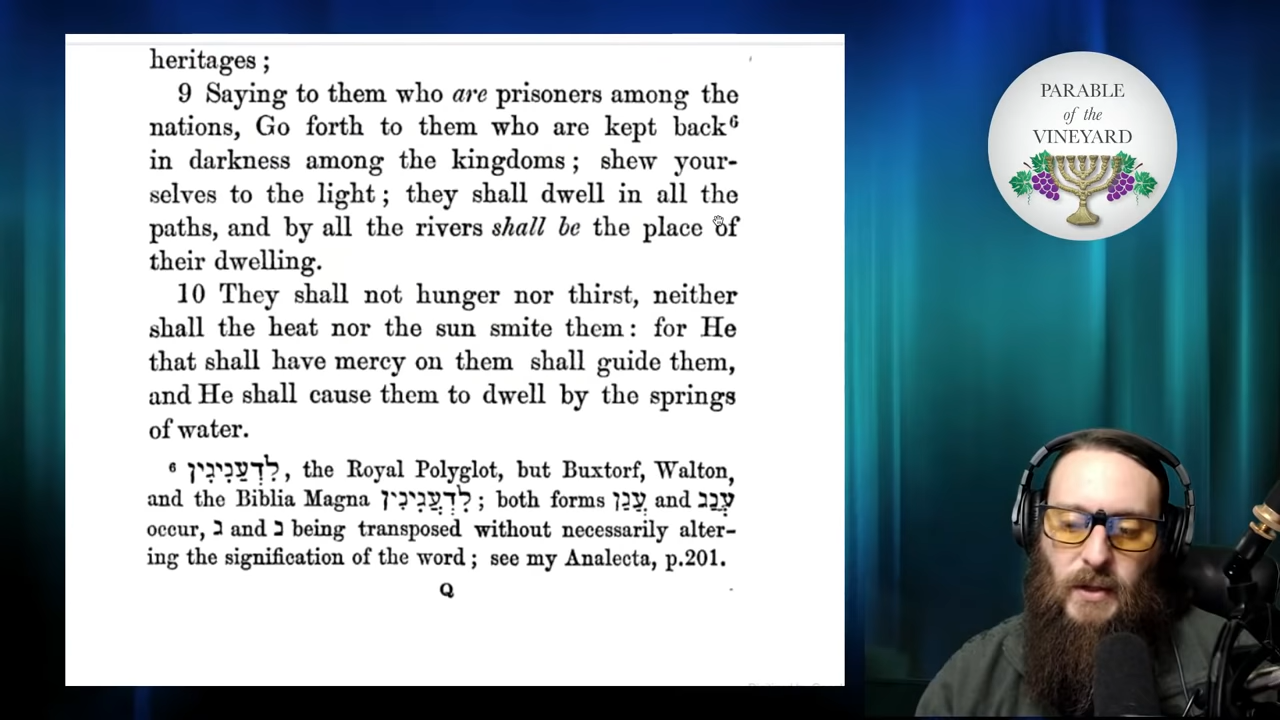 heritages ;
9 Saying to them who are prisoners among the
nations, Go forth to them who are kept back⁶
in darkness among the kingdoms ; shew your-
selves to the light ; they shall dwell in all the
paths, and by all the rivers shall be the place of
their dwelling.
10 They shall not hunger nor thirst, neither
shall the heat nor the sun smite them : for He
that shall have mercy on them shall guide them,
and He shall cause them to dwell by the springs
of water.
⁶ , the Royal Polyglot, but Buxtorf, Walton,
and the Biblia Magna ; both forms and
occur, נ and ג being transposed without necessarily alter-
ing the signification of the word ; see my Analecta, p.201.
Q
PARABLE
of the
VINEYARD